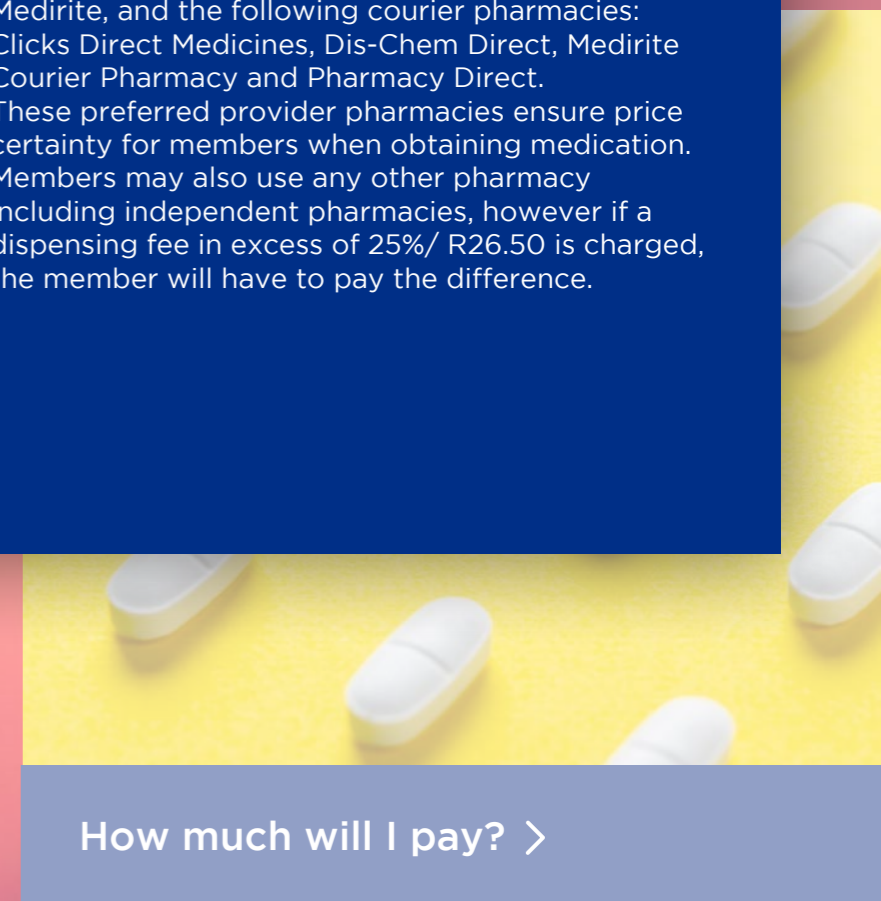 Medirite, and the following courier pharmacies:
Clicks Direct Medicines, Dis-Chem Direct, Medirite
Courier Pharmacy and Pharmacy Direct.
These preferred provider pharmacies ensure price
certainty for members when obtaining medication.
Members may also use any other pharmacy
including independent pharmacies, however if a
dispensing fee in excess of 25%/ R26.50 is charged,
the member will have to pay the difference.
How much will I pay? >